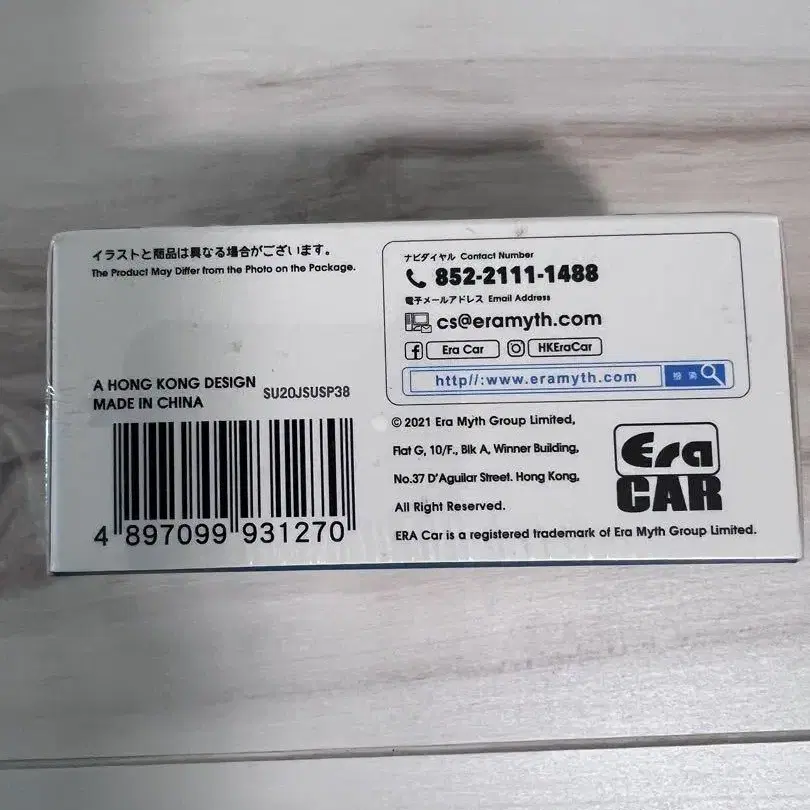 イラストと商品は異なる場合がございます。
The Product May Differ from the Photo on the Package.
A HONG KONG DESIGN
MADE IN CHINA
SU20JSUSP38
4 897099 931270
ナビダイヤル Contact Number
852-2111-1488
電子メールアドレス Email Address
cs@eramyth.com
f Era Car HKEraCar
http//:www.eramyth.com 搜索
© 2021 Era Myth Group Limited,
Flat G, 10/F., Blk A, Winner Building,
No.37 D'Aguilar Street. Hong Kong,
All Right Reserved.
ERA Car is a registered trademark of Era Myth Group Limited.
Era
CAR